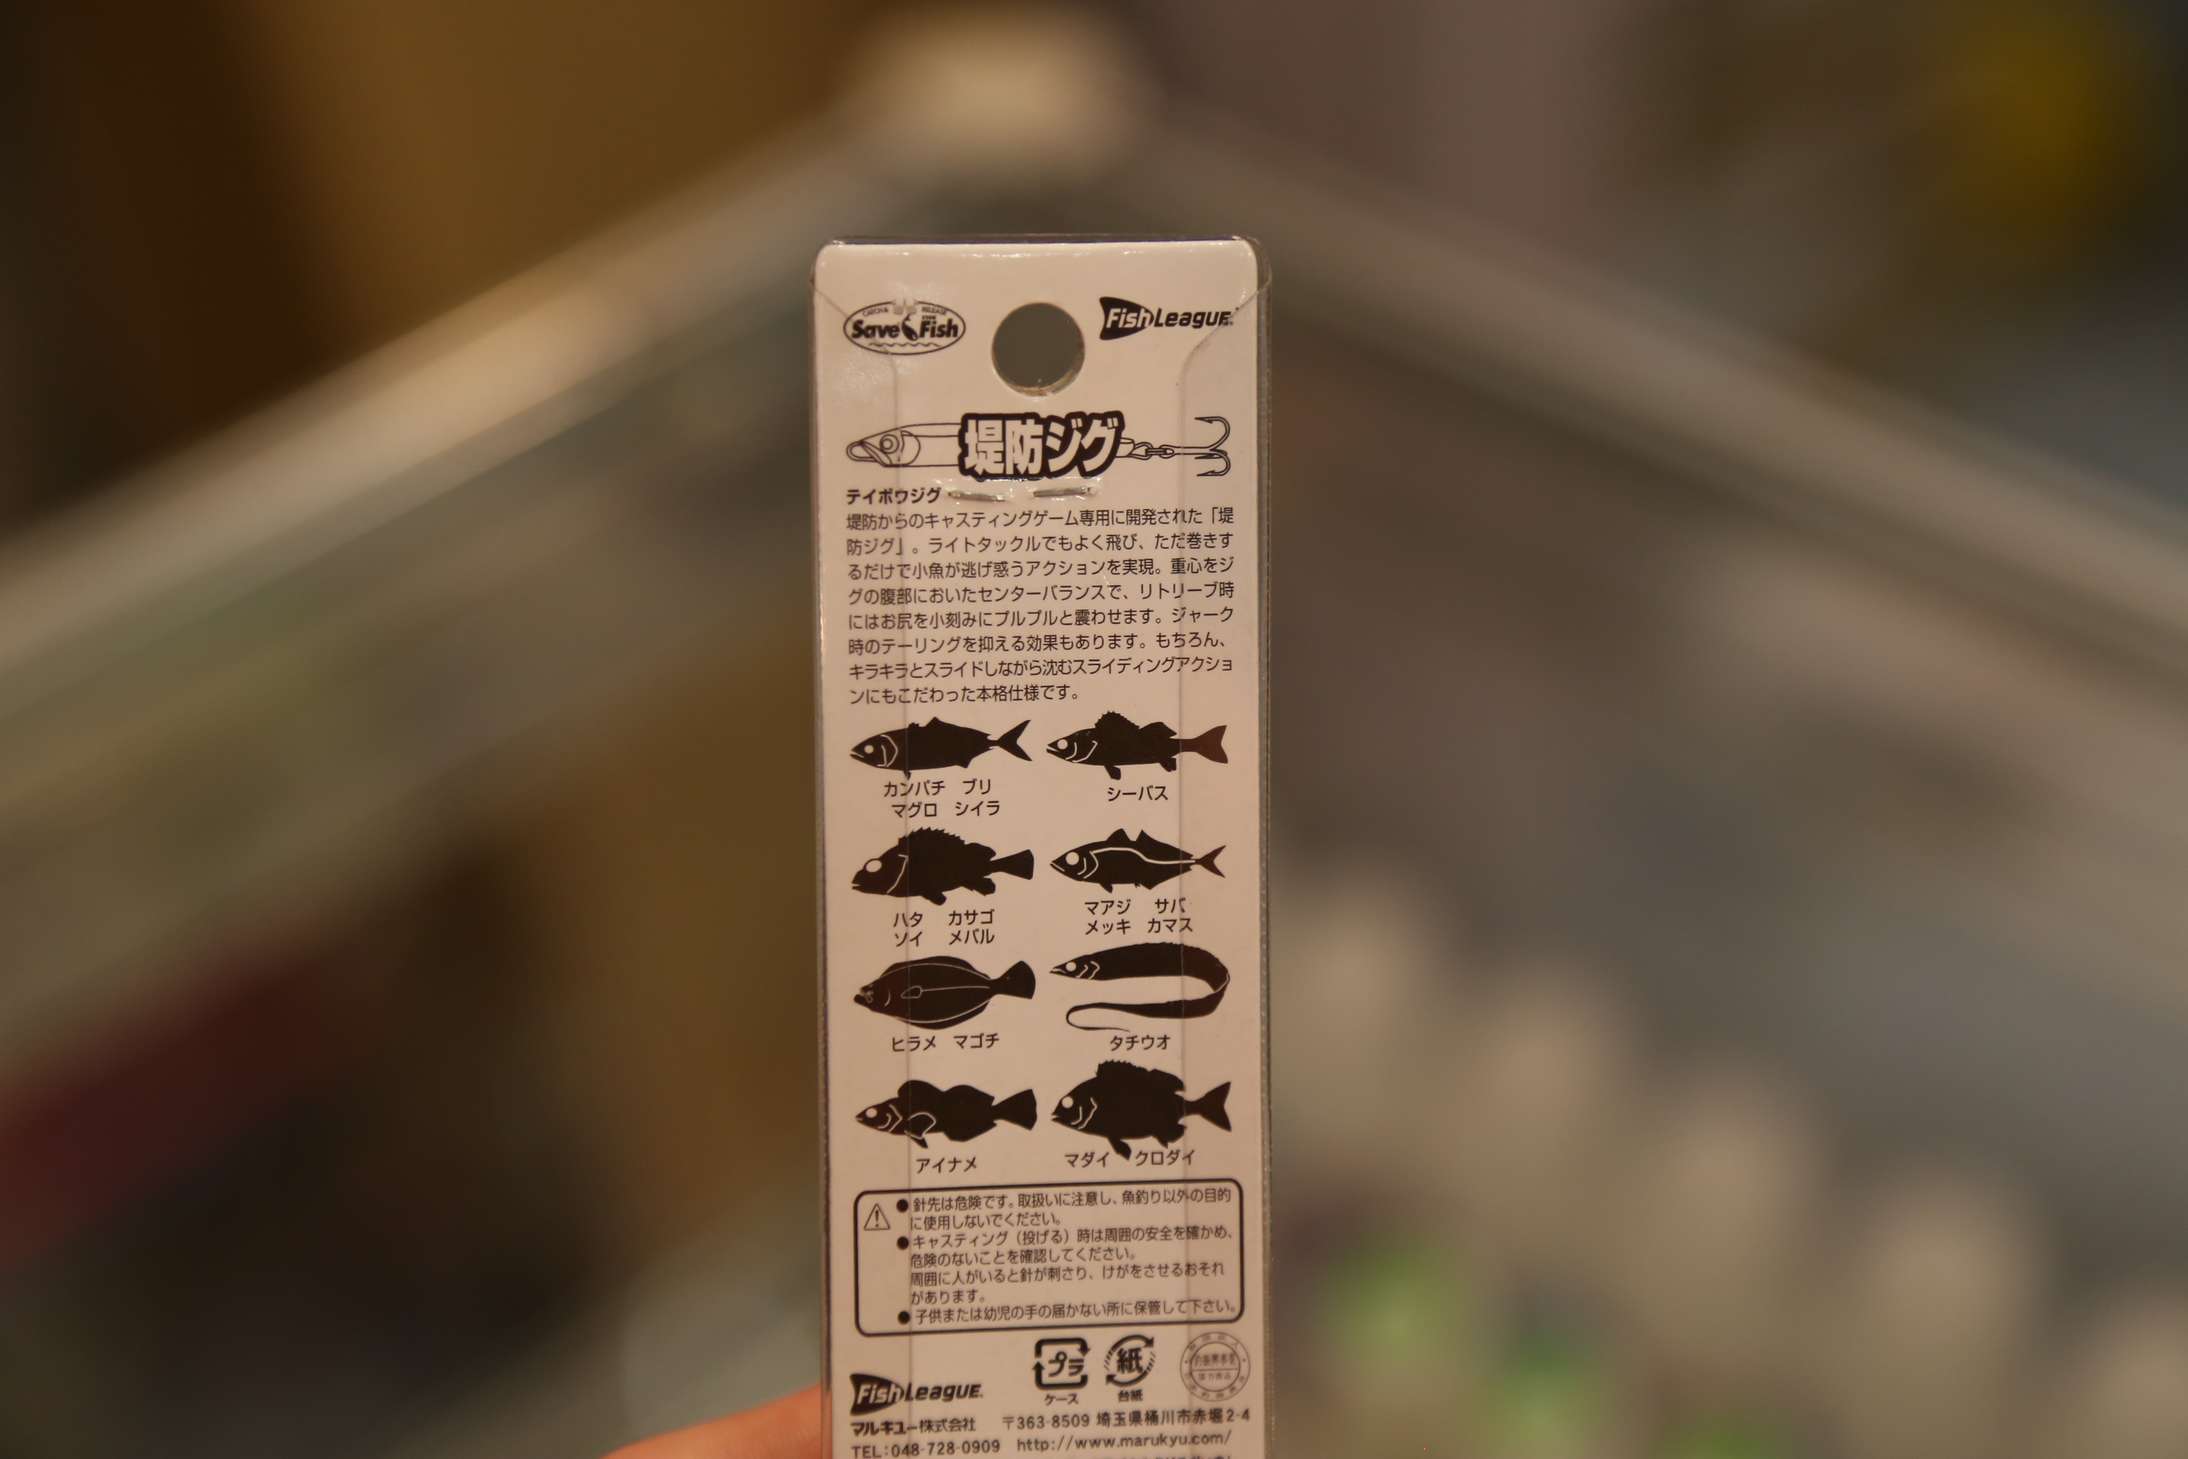 CATCH & RELEASE
Save Fish
Fish League
堤防ジグ
テイボウジグ
堤防からのキャスティングゲーム専用に開発された「堤
防ジグ」。ライトタックルでもよく飛び、ただ巻きす
るだけで小魚が逃げ惑うアクションを実現。重心をジ
グの腹部においたセンターバランスで、リトリーブ時
にはお尻を小刻みにプルプルと震わせます。ジャーク
時のテーリングを抑える効果もあります。もちろん、
キラキラとスライドしながら沈むスライディングアクショ
ンにもこだわった本格仕様です。
カンパチ ブリ
マグロ シイラ
シーバス
ハタ カサゴ
ソイ メバル
マアジ サバ
メッキ カマス
ヒラメ マゴチ
タチウオ
アイナメ
マダイ クロダイ
●針先は危険です。取扱いに注意し、魚釣り以外の目的
に使用しないでください。
●キャスティング（投げる）時は周囲の安全を確かめ、
危険のないことを確認してください。
周囲に人がいると針が刺さり、けがをさせるおそれ
があります。
●子供または幼児の手の届かない所に保管して下さい。
プラ
ケース
紙
台紙
Fish League
マルキユー株式会社 〒363-8509 埼玉県桶川市赤堀2-4
TEL:048-728-0909 http://www.marukyu.com/